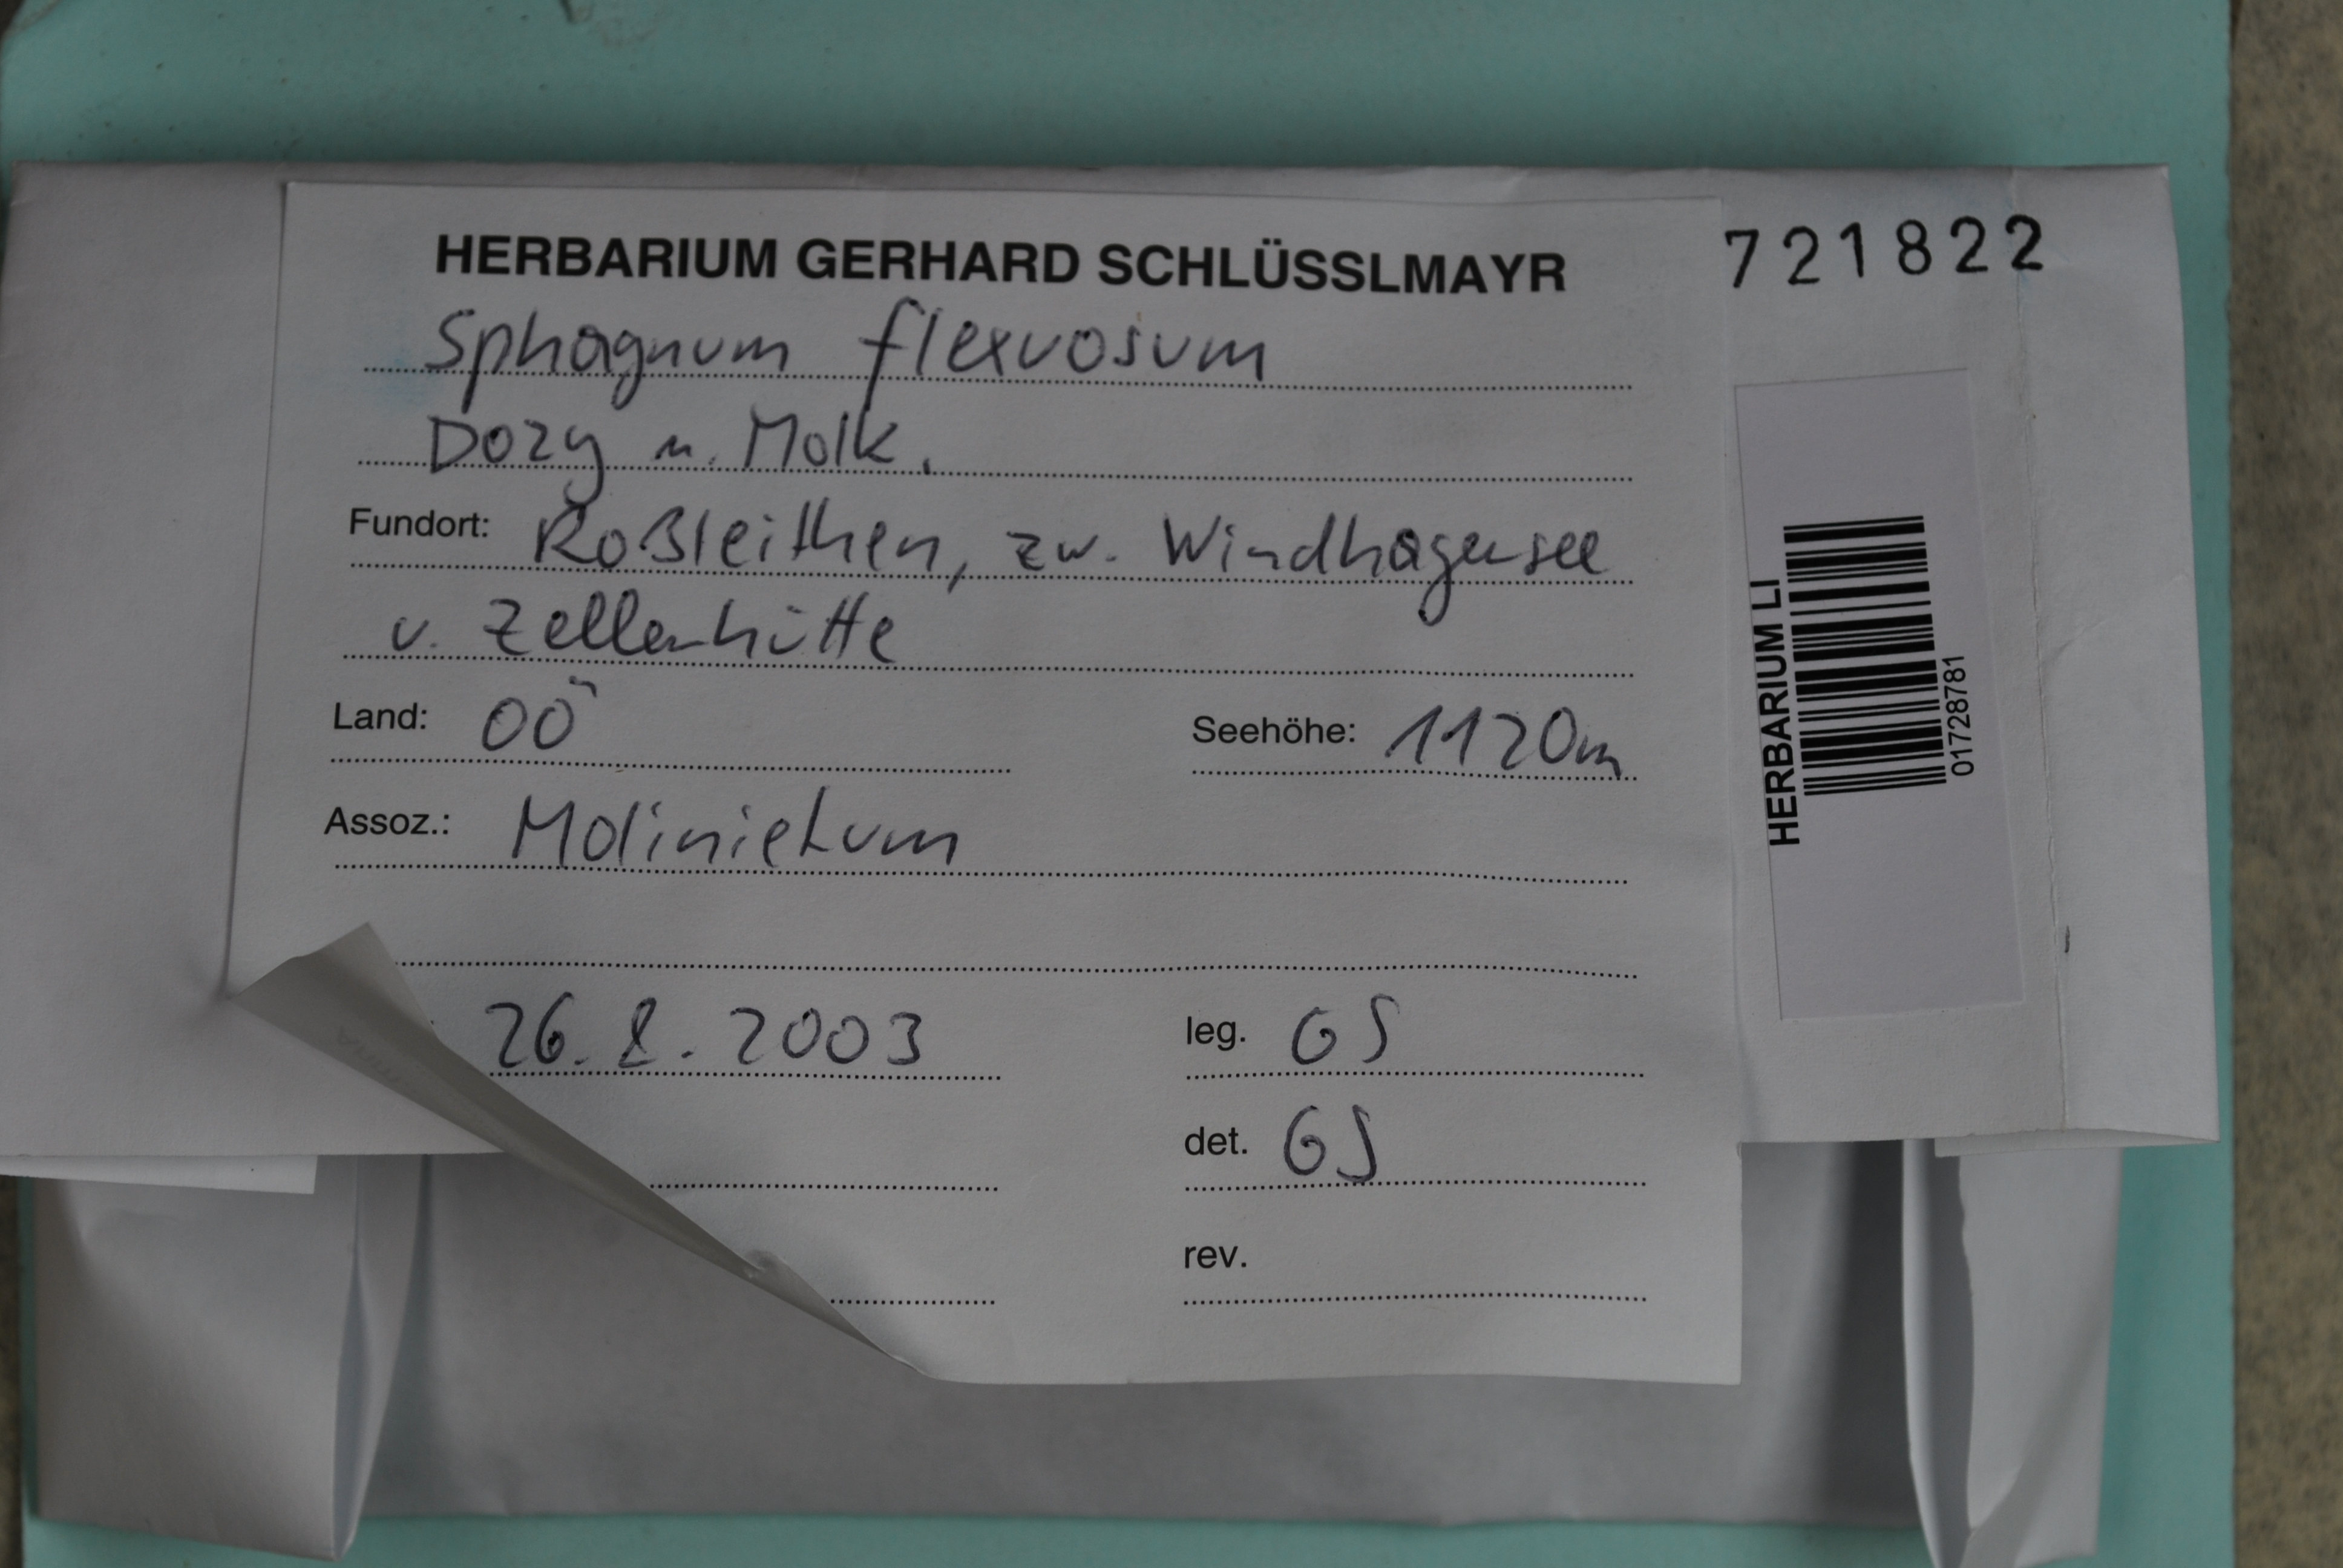 HERBARIUM GERHARD SCHLÜSSLMAYR
721822
Sphagnum flexuosum
Dozy u. Molk.
Fundort: Roßleithen, zw. Windhagersee
u. Zellerhütte
Land: OÖ
Seehöhe: 1120m
Assoz.: Molinietum
26. 8. 2003
leg. GS
det. GS
rev.
HERBARIUM LI
01728781